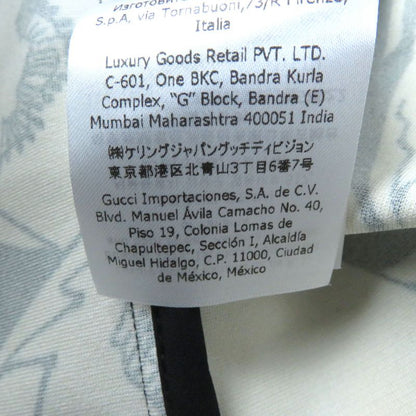 Изготовитель
S.p.A, via Tornabuoni,73/R Firenze,
Italia
Luxury Goods Retail PVT. LTD.
C-601, One BKC, Bandra Kurla
Complex, “G” Block, Bandra (E)
Mumbai Maharashtra 400051 India
㈱ケリングジャパングッチディビジョン
東京都港区北青山3丁目6番7号
Gucci Importaciones, S.A. de C.V.
Blvd. Manuel Ávila Camacho No. 40,
Piso 19, Colonia Lomas de
Chapultepec, Sección I, Alcaldía
Miguel Hidalgo, C.P. 11000, Ciudad
de México, México